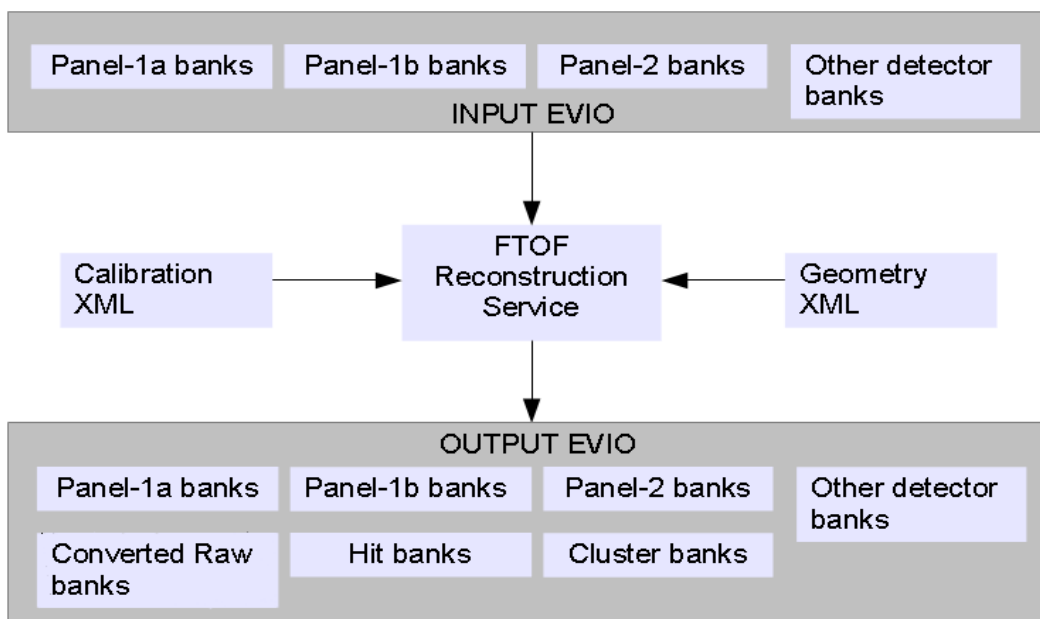 Panel-1a banks
Panel-1b banks
Panel-2 banks
Other detector
banks
INPUT EVIO
FTOF
Reconstruction
Service
Calibration
XML
Geometry
XML
OUTPUT EVIO
Panel-1a banks
Panel-1b banks
Panel-2 banks
Other detector
banks
Converted Raw
banks
Hit banks
Cluster banks